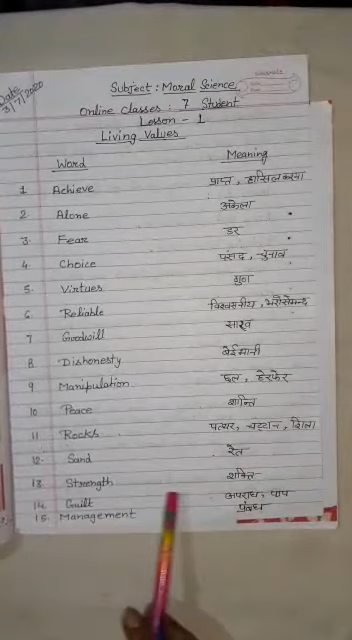 Date
3/7/2020
Subject : Moral Science
Online classes : 7 Student
Lesson - 1
Living Values
Word Meaning
1 Achieve प्राप्त, हासिल करना
2 Alone अकेला
3. Fear डर
4. Choice पसंद, चुनाव
5. Virtues गुण
6. Reliable विश्वसनीय, भरोसेमन्द
7 Goodwill साख
8 Dishonesty बेईमानी
9 Manipulation छल, हेरफेर
10 Peace शान्ति
11 Rocks पत्थर, चट्टान, शिला
12. Sand रेत
13. Strength शक्ति
14. Guilt अपराध, पाप
15. Management प्रबंध